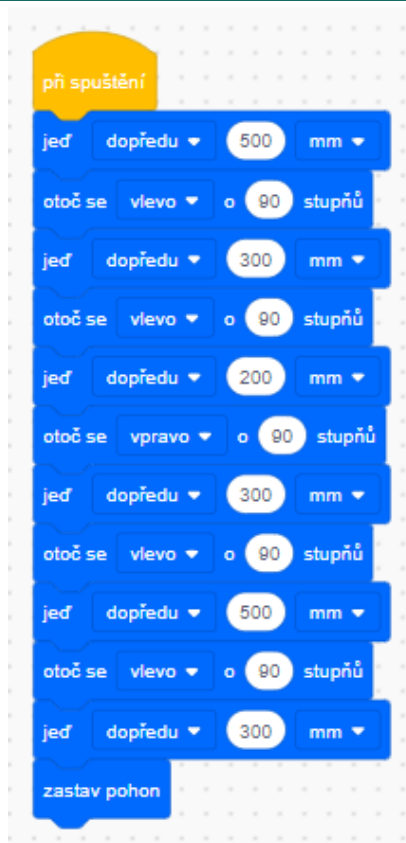 při spuštění
jeď dopředu 500 mm
otoč se vlevo o 90 stupňů
jeď dopředu 300 mm
otoč se vlevo o 90 stupňů
jeď dopředu 200 mm
otoč se vpravo o 90 stupňů
jeď dopředu 300 mm
otoč se vlevo o 90 stupňů
jeď dopředu 500 mm
otoč se vlevo o 90 stupňů
jeď dopředu 300 mm
zastav pohon